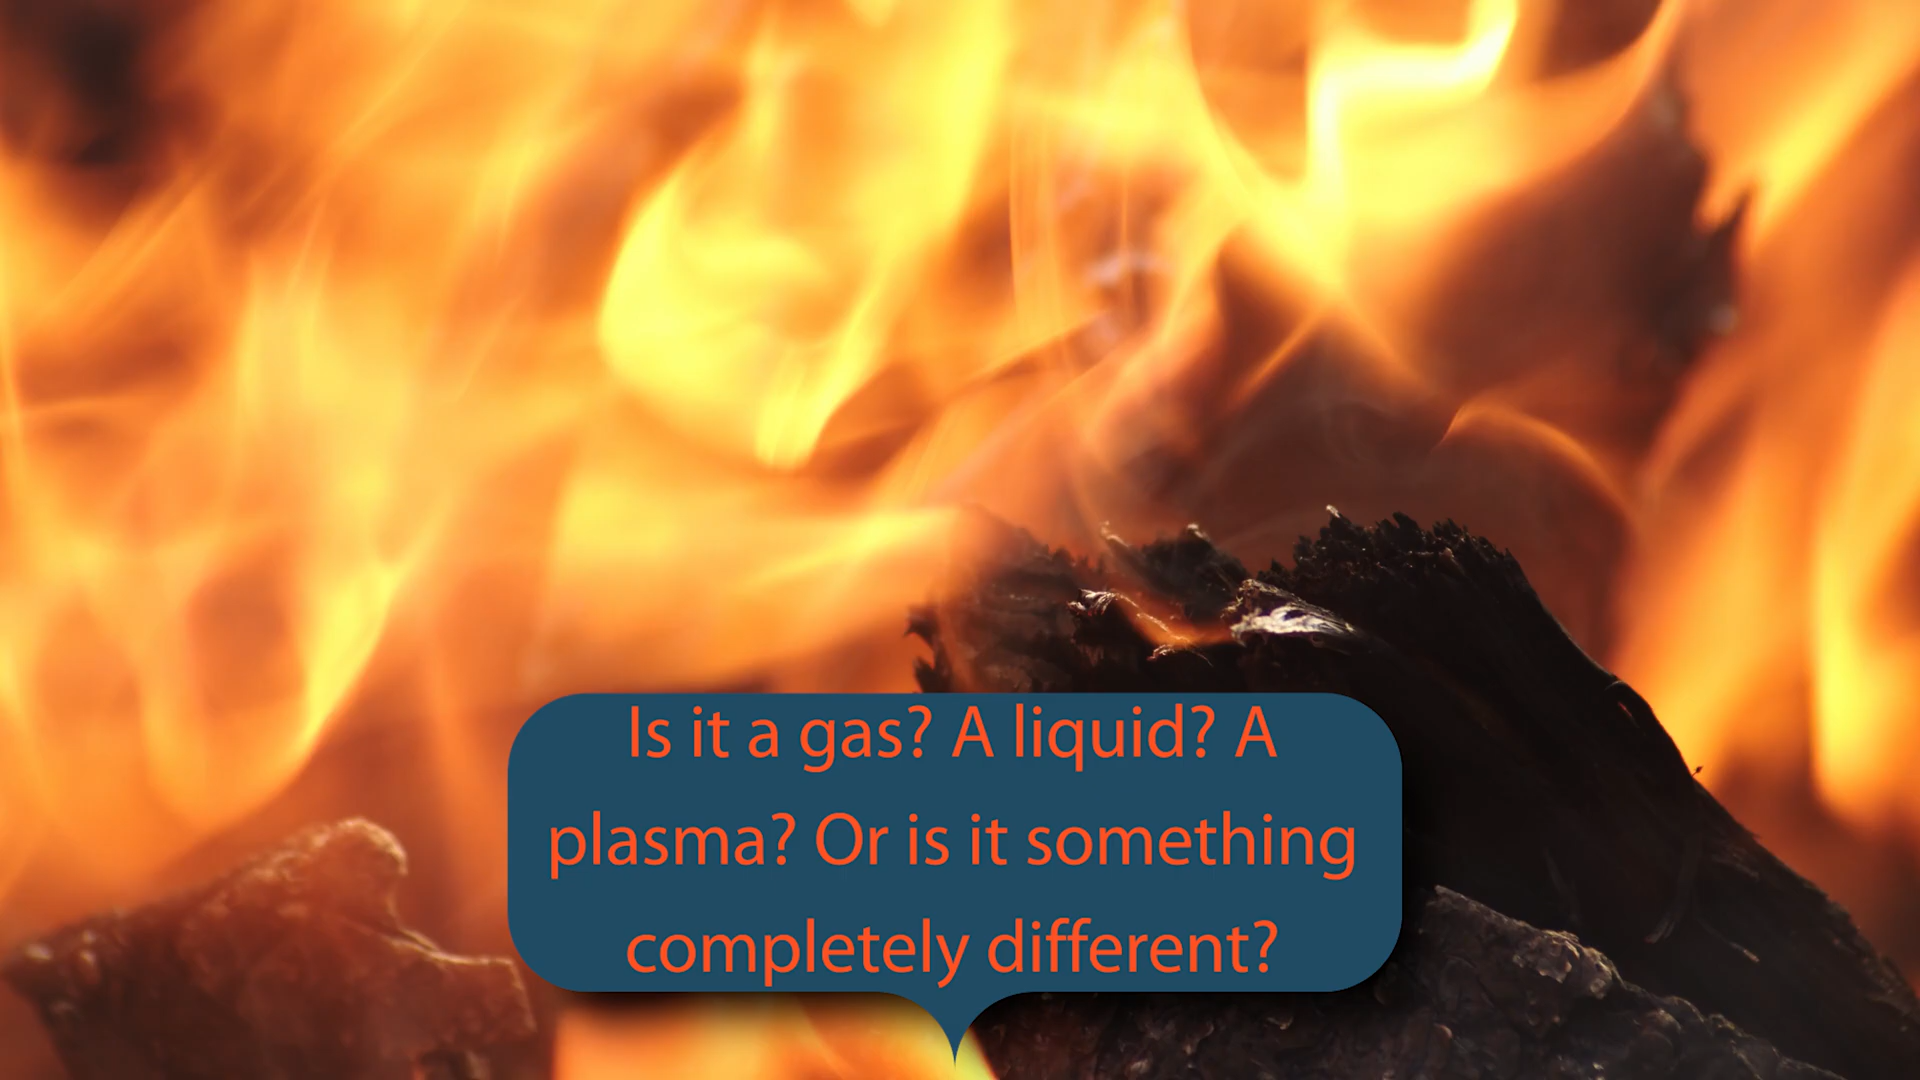 Is it a gas? A liquid? A
plasma? Or is it something
completely different?